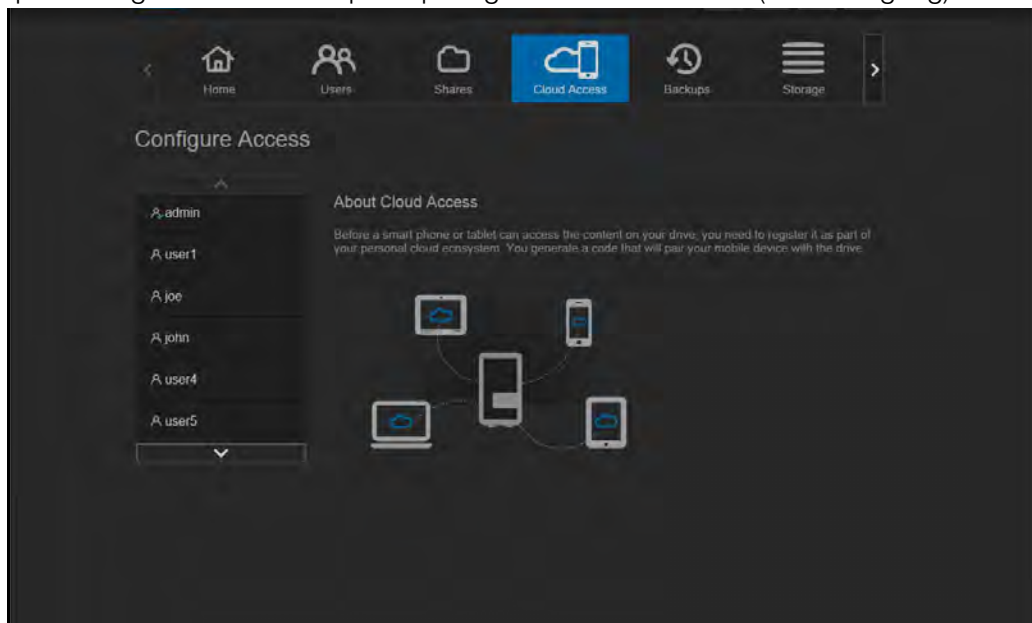 Home Users Shares Cloud Access Backups Storage
Configure Access
admin
user1
joe
john
user4
user5
About Cloud Access
Before a smart phone or tablet can access the content on your drive, you need to register it as part of
your personal cloud ecosystem. You generate a code that will pair your mobile device with the drive.